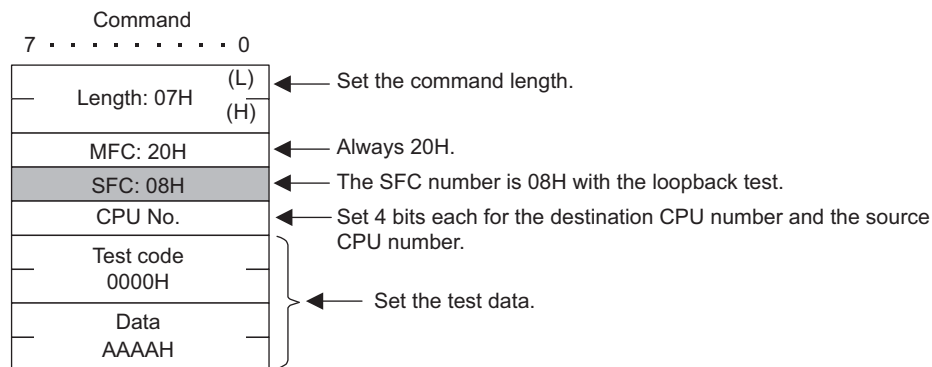 Command
7 · · · · · · · · · 0
(L)
Length: 07H
(H)
Set the command length.
MFC: 20H
Always 20H.
SFC: 08H
The SFC number is 08H with the loopback test.
CPU No.
Set 4 bits each for the destination CPU number and the source
CPU number.
Test code
0000H
Set the test data.
Data
AAAAH